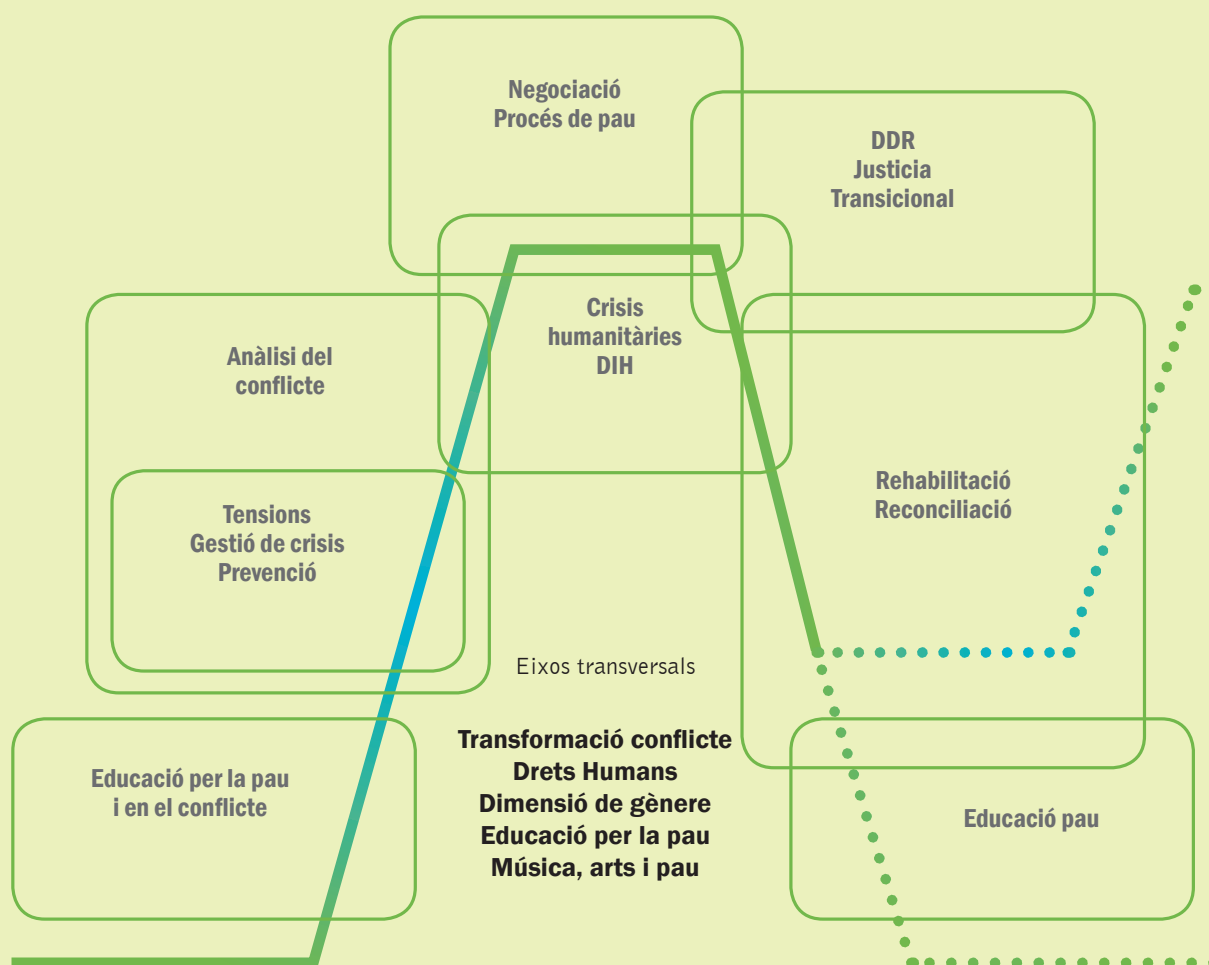 Negociació
Procés de pau
DDR
Justicia
Transicional
Crisis
humanitàries
DIH
Anàlisi del
conflicte
Tensions
Gestió de crisis
Prevenció
Rehabilitació
Reconciliació
Eixos transversals
Transformació conflicte
Drets Humans
Dimensió de gènere
Educació per la pau
Música, arts i pau
Educació per la pau
i en el conflicte
Educació pau